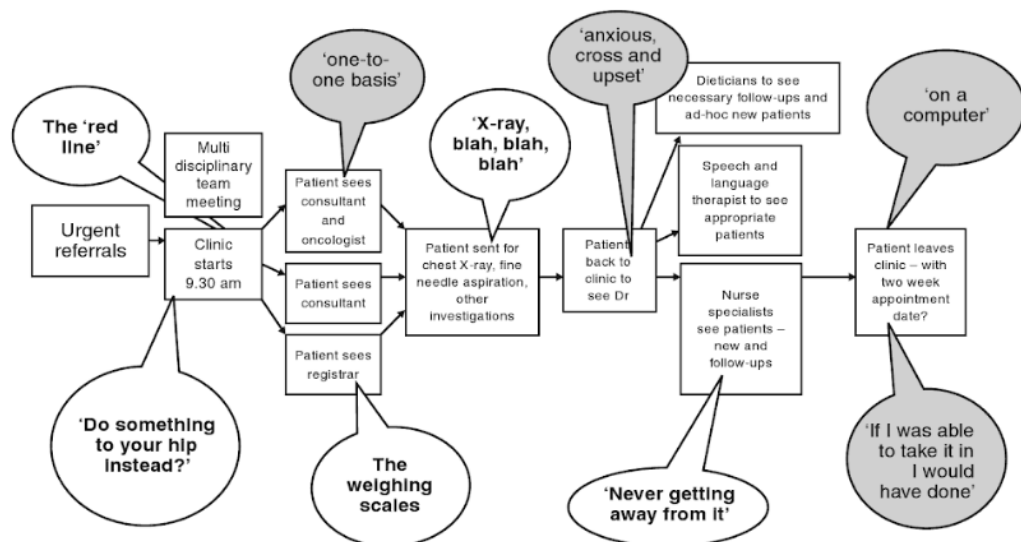 'one-to-
one basis'
'anxious,
cross and
upset'
Dieticians to see
necessary follow-ups and
ad-hoc new patients
'on a
computer'
The 'red
line'
Multi
disciplinary
team
meeting
'X-ray,
blah, blah,
blah'
Patient sees
consultant
and
oncologist
Speech and
language
therapist to see
appropriate
patients
Urgent
referrals
Clinic
starts
9.30 am
Patient sees
consultant
Patient sees
registrar
Patient sent for
chest X-ray, fine
needle aspiration,
other
investigations
Patient
back to
clinic to
see Dr
Nurse
specialists
see patients –
new and
follow-ups
Patient leaves
clinic – with
two week
appointment
date?
'Do something
to your hip
instead?'
The
weighing
scales
'Never getting
away from it'
'If I was able
to take it in
I would
have done'